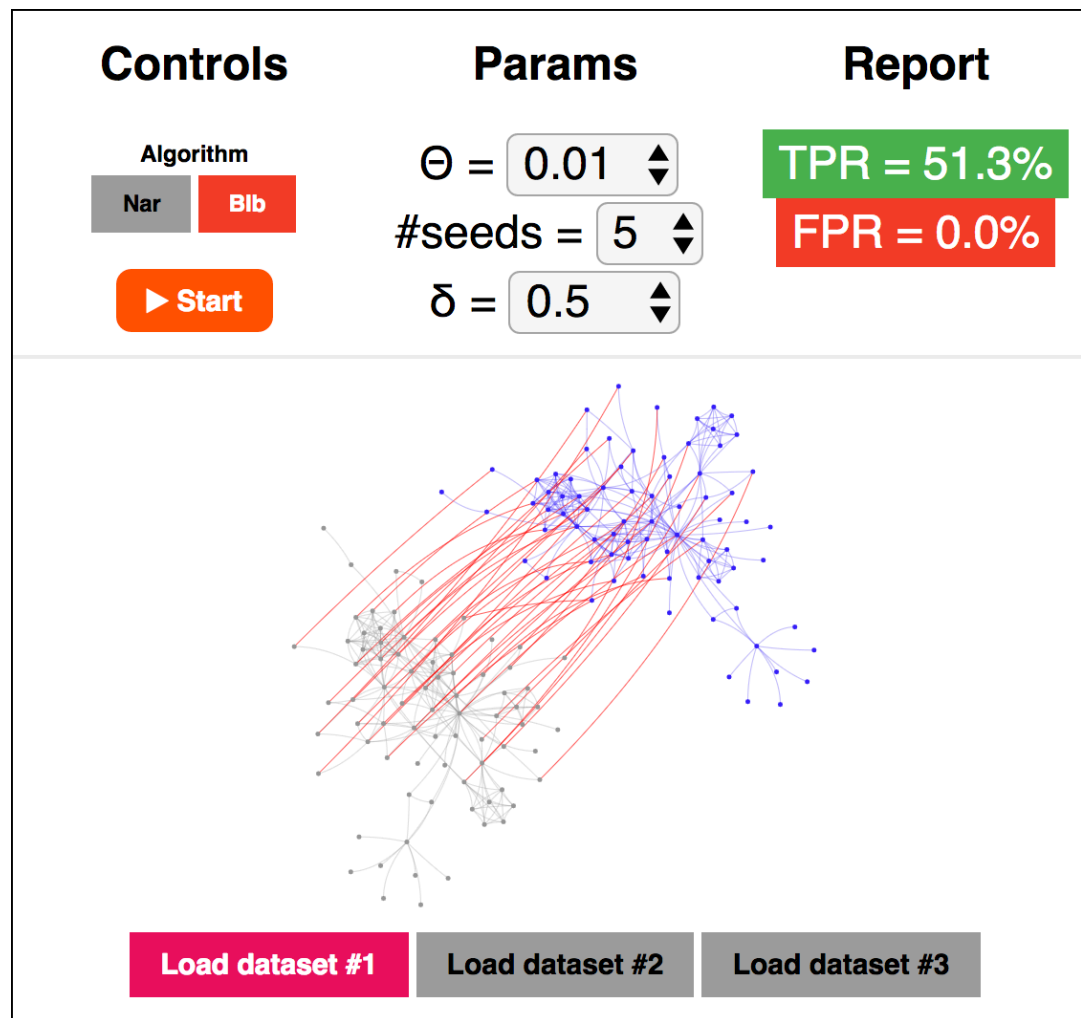 Controls
Params
Report
Algorithm
Nar
Blb
▶ Start
Θ = 0.01
#seeds = 5
δ = 0.5
TPR = 51.3%
FPR = 0.0%
Load dataset #1
Load dataset #2
Load dataset #3